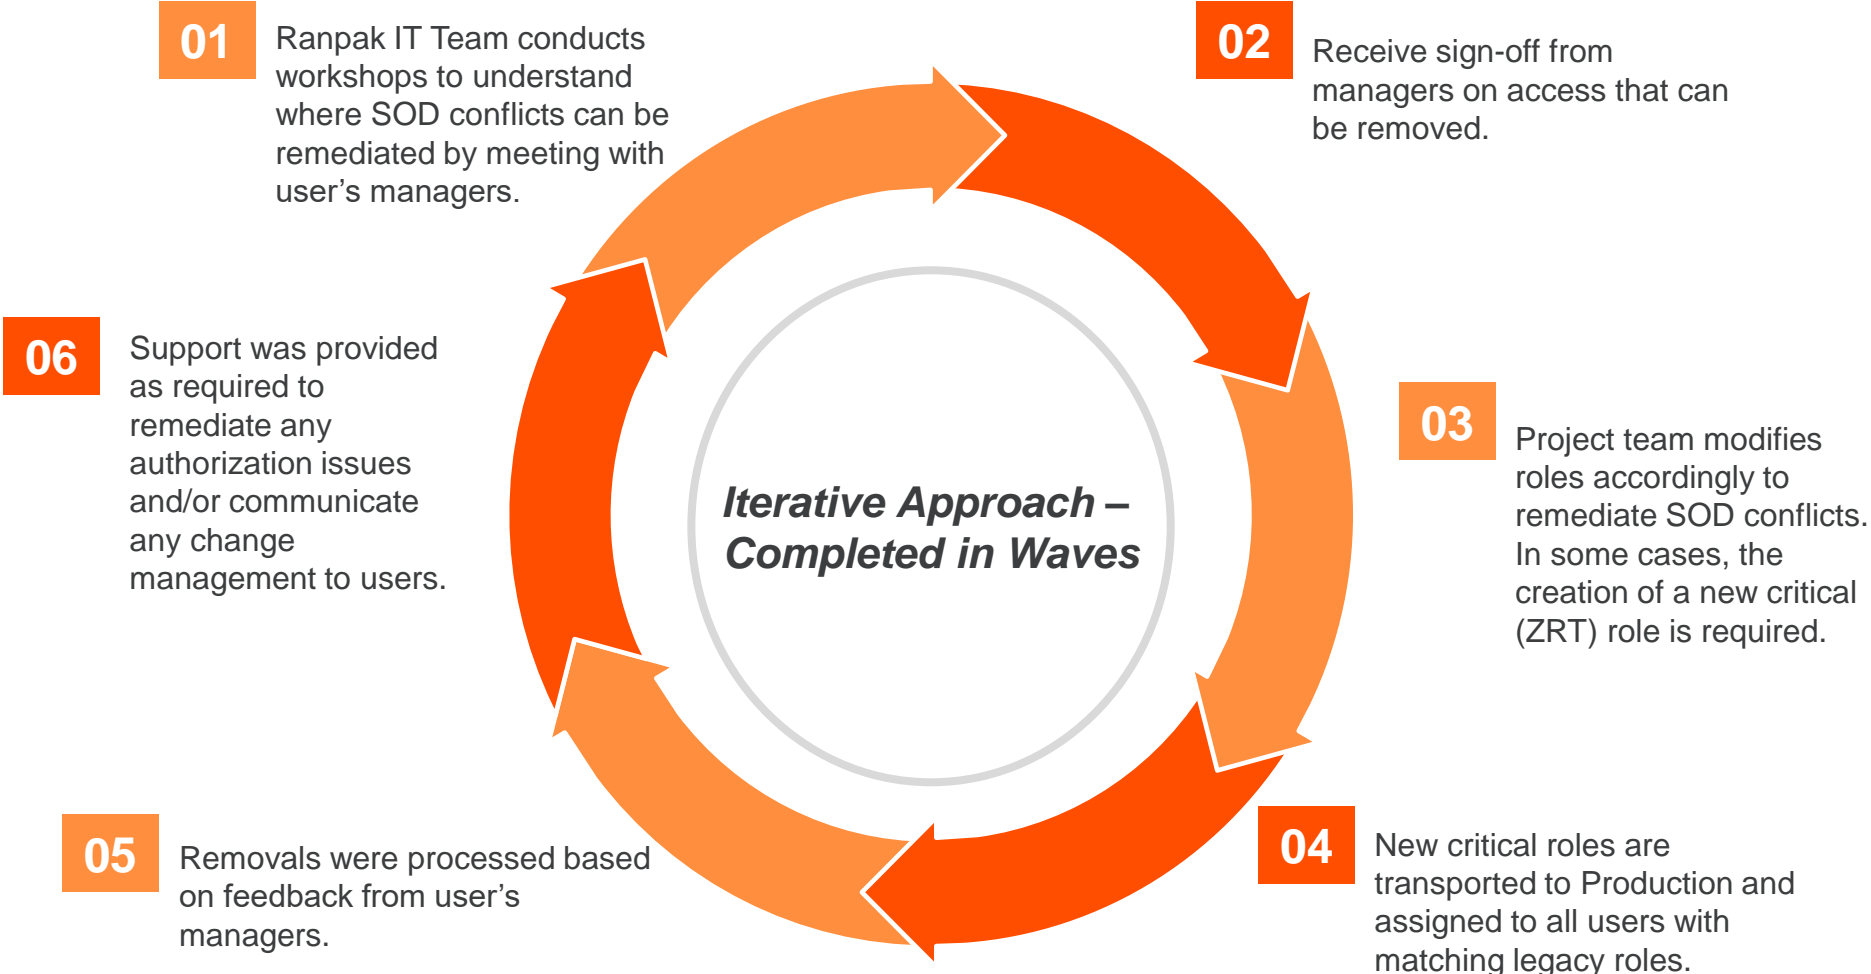 01
Ranpak IT Team conducts
workshops to understand
where SOD conflicts can be
remediated by meeting with
user’s managers.
02
Receive sign-off from
managers on access that can
be removed.
03
Project team modifies
roles accordingly to
remediate SOD conflicts.
In some cases, the
creation of a new critical
(ZRT) role is required.
04
New critical roles are
transported to Production and
assigned to all users with
matching legacy roles.
05
Removals were processed based
on feedback from user’s
managers.
06
Support was provided
as required to
remediate any
authorization issues
and/or communicate
any change
management to users.
Iterative Approach –
Completed in Waves